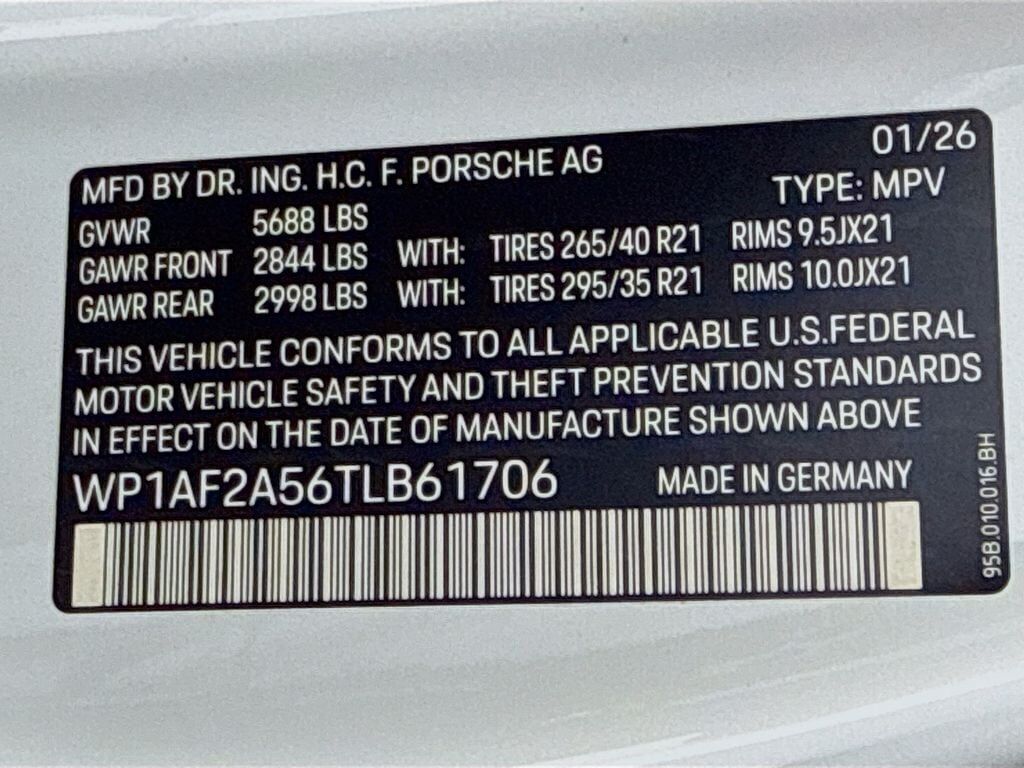 01/26
MFD BY DR. ING. H.C. F. PORSCHE AG
TYPE: MPV
GVWR 5688 LBS
GAWR FRONT 2844 LBS WITH: TIRES 265/40 R21 RIMS 9.5JX21
GAWR REAR 2998 LBS WITH: TIRES 295/35 R21 RIMS 10.0JX21
THIS VEHICLE CONFORMS TO ALL APPLICABLE U.S.FEDERAL
MOTOR VEHICLE SAFETY AND THEFT PREVENTION STANDARDS
IN EFFECT ON THE DATE OF MANUFACTURE SHOWN ABOVE
WP1AF2A56TLB61706 MADE IN GERMANY
95B.010.016.BH